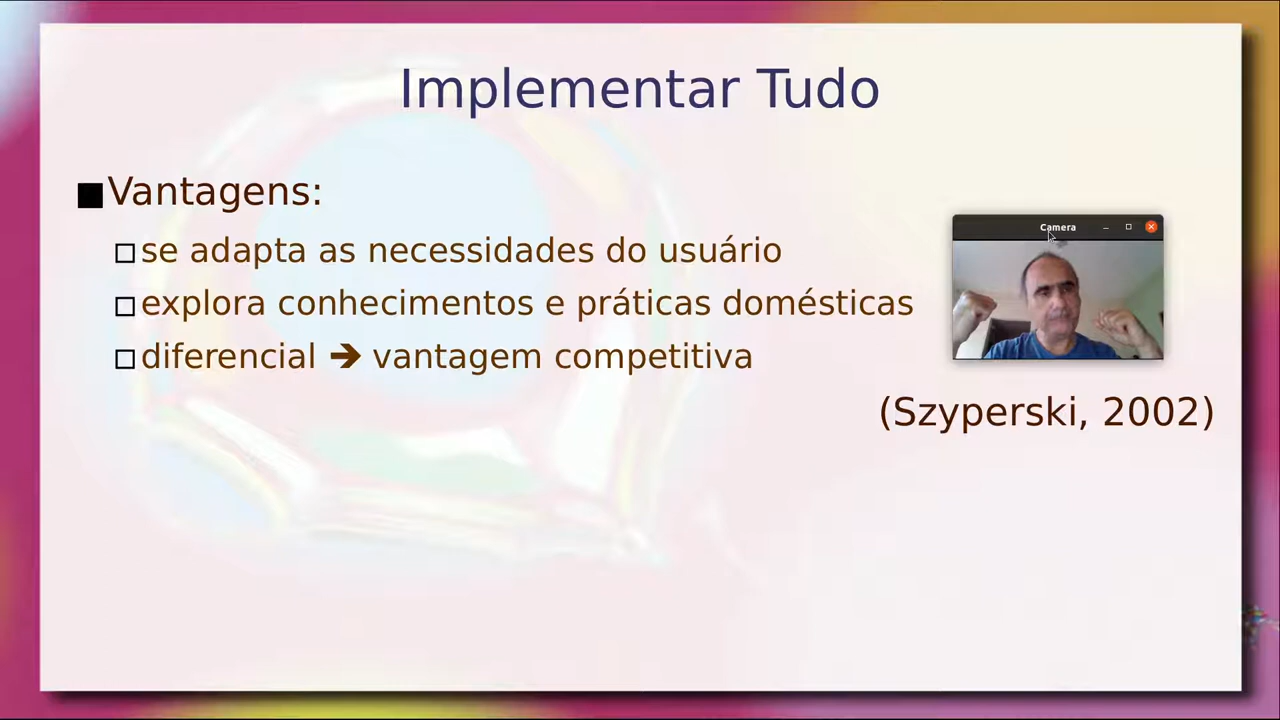 Implementar Tudo
Vantagens:
se adapta as necessidades do usuário
explora conhecimentos e práticas domésticas
diferencial ➔ vantagem competitiva
Camera
(Szyperski, 2002)